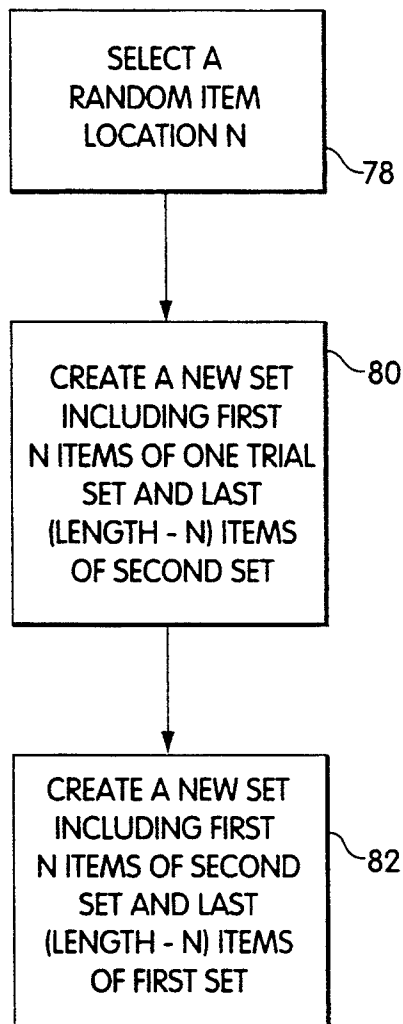 SELECT A
RANDOM ITEM
LOCATION N
78
CREATE A NEW SET
INCLUDING FIRST
N ITEMS OF ONE TRIAL
SET AND LAST
(LENGTH - N) ITEMS
OF SECOND SET
80
CREATE A NEW SET
INCLUDING FIRST
N ITEMS OF SECOND
SET AND LAST
(LENGTH - N) ITEMS
OF FIRST SET
82